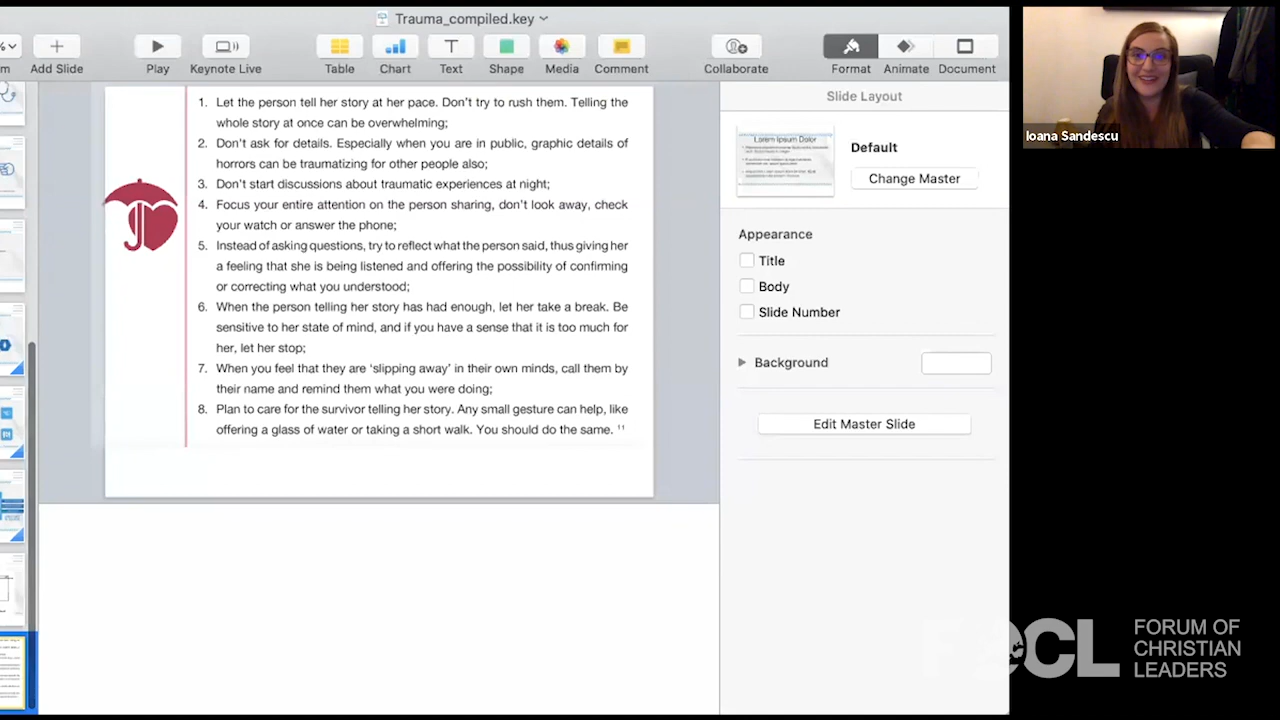 Trauma_compiled.key
%
m
Add Slide
Play
Keynote Live
Table
Chart
Text
Shape
Media
Comment
Collaborate
Format
Animate
Document
1. Let the person tell her story at her pace. Don't try to rush them. Telling the
whole story at once can be overwhelming;
2. Don't ask for details. Especially when you are in public, graphic details of
horrors can be traumatizing for other people also;
3. Don't start discussions about traumatic experiences at night;
4. Focus your entire attention on the person sharing, don't look away, check
your watch or answer the phone;
5. Instead of asking questions, try to reflect what the person said, thus giving her
a feeling that she is being listened and offering the possibility of confirming
or correcting what you understood;
6. When the person telling her story has had enough, let her take a break. Be
sensitive to her state of mind, and if you have a sense that it is too much for
her, let her stop;
7. When you feel that they are ‘slipping away’ in their own minds, call them by
their name and remind them what you were doing;
8. Plan to care for the survivor telling her story. Any small gesture can help, like
offering a glass of water or taking a short walk. You should do the same. 11
Slide Layout
Lorem Ipsum Dolor
Default
Change Master
Appearance
Title
Body
Slide Number
Background
Edit Master Slide
Ioana Sandescu
CL
FORUM OF
CHRISTIAN
LEADERS